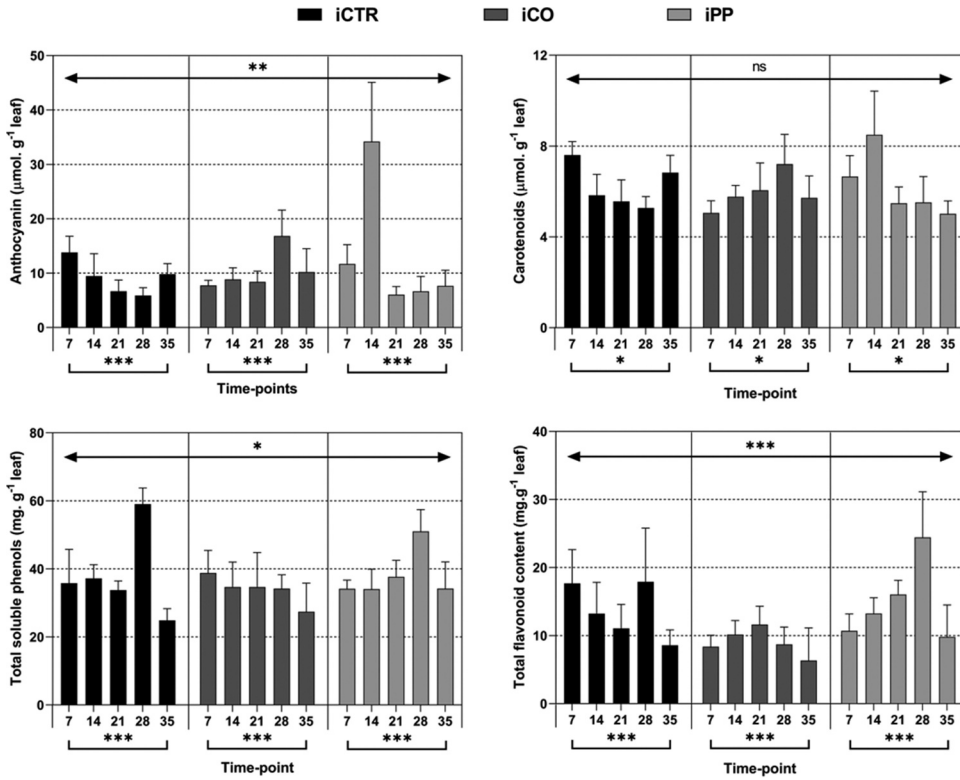 iCTR iCO iPP
Anthocyanin (µmol. g⁻¹ leaf)
50
40
30
20
10
0
**
7 14 21 28 35 7 14 21 28 35 7 14 21 28 35
*** *** ***
Time-points
Carotenoids (µmol. g⁻¹ leaf)
12
8
4
0
ns
7 14 21 28 35 7 14 21 28 35 7 14 21 28 35
* * *
Time-point
Total soluble phenols (mg. g⁻¹ leaf)
80
60
40
20
0
*
7 14 21 28 35 7 14 21 28 35 7 14 21 28 35
*** *** ***
Time-point
Total flavonoid content (mg.g⁻¹ leaf)
40
30
20
10
0
***
7 14 21 28 35 7 14 21 28 35 7 14 21 28 35
*** *** ***
Time-point